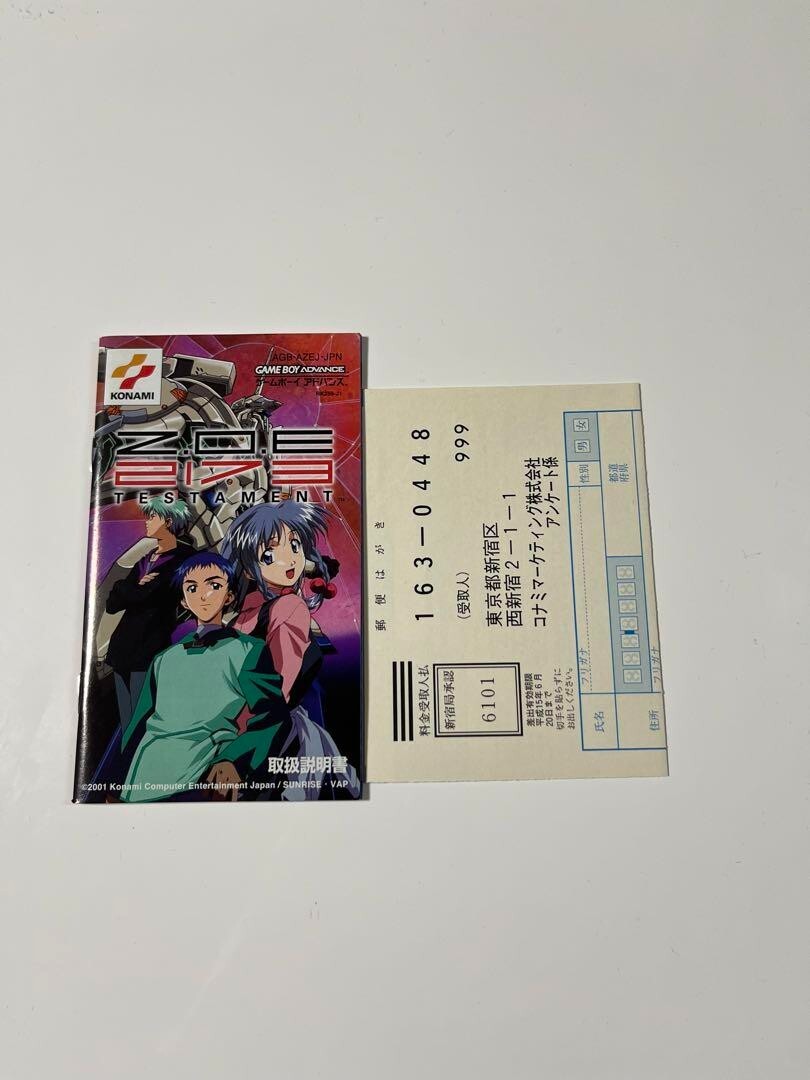 KONAMI
AGB-AZEJ-JPN
GAME BOY ADVANCE
ゲームボーイ アドバンス
Z.O.E
2173
TESTAMENT™
取扱説明書
©2001 Konami Computer Entertainment Japan / SUNRISE・VAP
郵便はがき
163-0448
999
(受取人)
東京都新宿区
西新宿2-1-1
コナミマーケティング株式会社
アンケート係
料金受取人払
新宿局承認
6101
差出有効期限
平成15年6月
20日まで
切手を貼らずに
お出しください。
フリガナ
氏名
性別
男
女
フリガナ
住所
都道
府県